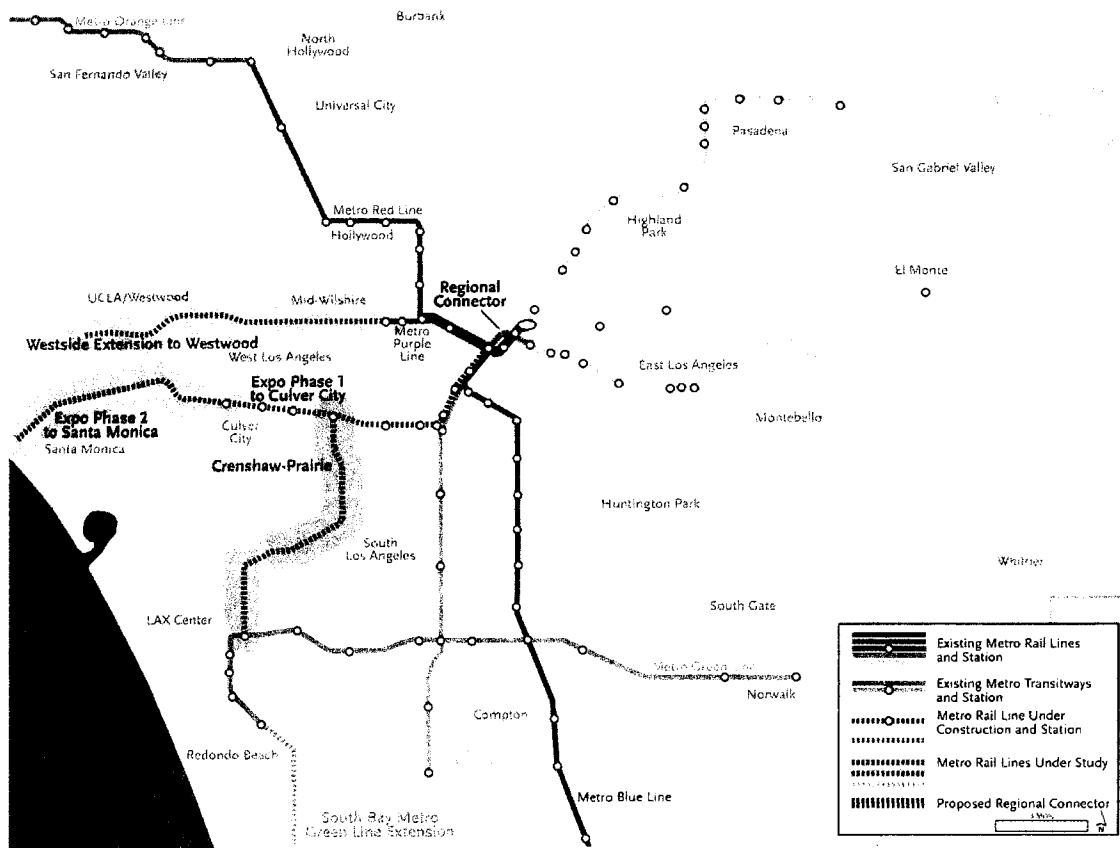 Burbank
Metro Orange Line
North
Hollywood
San Fernando Valley
Universal City
Pasadena
San Gabriel Valley
Metro Red Line
Hollywood
Highland
Park
El Monte
Regional
Connector
UCLA/Westwood
Mid-Wilshire
Westside Extension to Westwood
Metro
Purple
Line
West Los Angeles
East Los Angeles
Expo Phase 1
to Culver City
Expo Phase 2
to Santa Monica
Santa Monica
Culver
City
Montebello
Crenshaw-Prairie
Huntington Park
South
Los Angeles
Whittier
LAX Center
South Gate
Metro Green Line
Norwalk
Compton
Redondo Beach
Metro Blue Line
South Bay Metro
Green Line Extension
Existing Metro Rail Lines
and Station
Existing Metro Transitways
and Station
Metro Rail Line Under
Construction and Station
Metro Rail Lines Under Study
Proposed Regional Connector
N